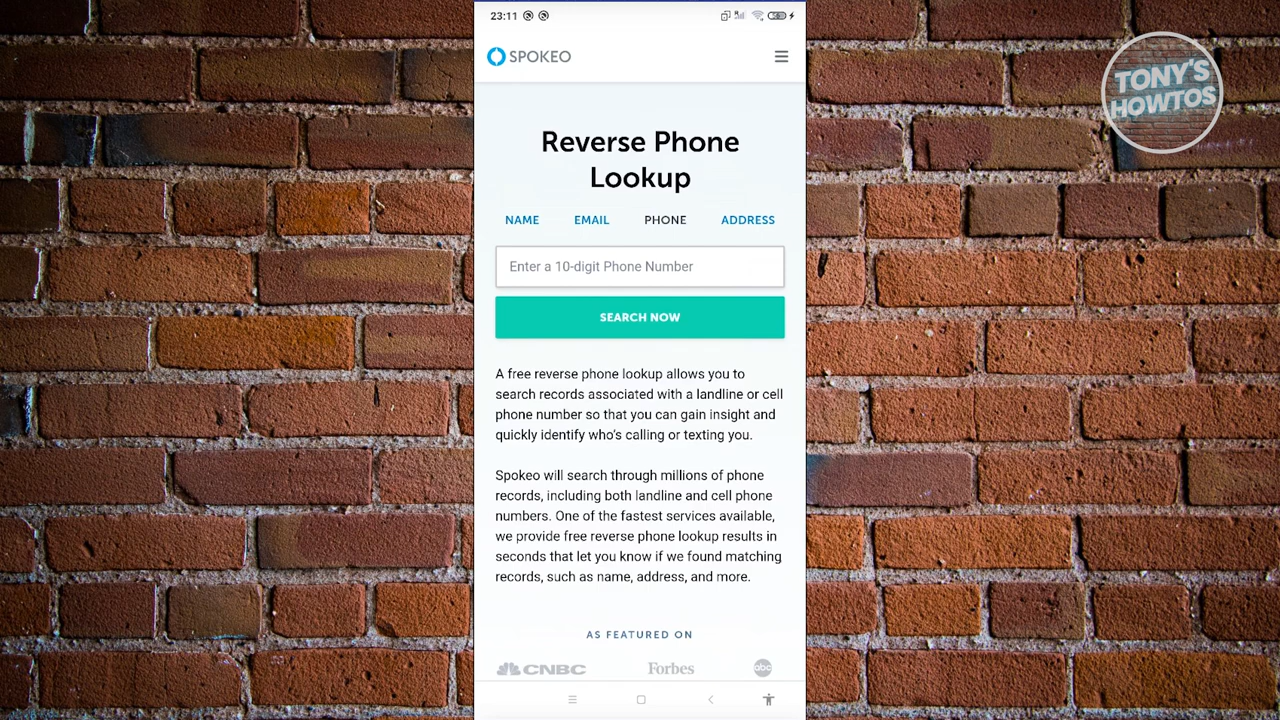 23:11
SPOKEO
TONY'S
HOWTOS
Reverse Phone
Lookup
NAME EMAIL PHONE ADDRESS
Enter a 10-digit Phone Number
SEARCH NOW
A free reverse phone lookup allows you to
search records associated with a landline or cell
phone number so that you can gain insight and
quickly identify who's calling or texting you.
Spokeo will search through millions of phone
records, including both landline and cell phone
numbers. One of the fastest services available,
we provide free reverse phone lookup results in
seconds that let you know if we found matching
records, such as name, address, and more.
AS FEATURED ON
CNBC Forbes abc